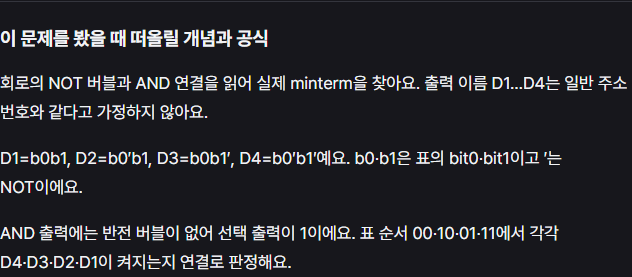 이 문제를 봤을 때 떠올릴 개념과 공식
회로의 NOT 버블과 AND 연결을 읽어 실제 minterm을 찾아요. 출력 이름 D1…D4는 일반 주소
번호와 같다고 가정하지 않아요.
D1=b0b1, D2=b0′b1, D3=b0b1′, D4=b0′b1′예요. b0·b1은 표의 bit0·bit1이고 ′는
NOT이에요.
AND 출력에는 반전 버블이 없어 선택 출력이 1이에요. 표 순서 00·10·01·11에서 각각
D4·D3·D2·D1이 켜지는지 연결로 판정해요.